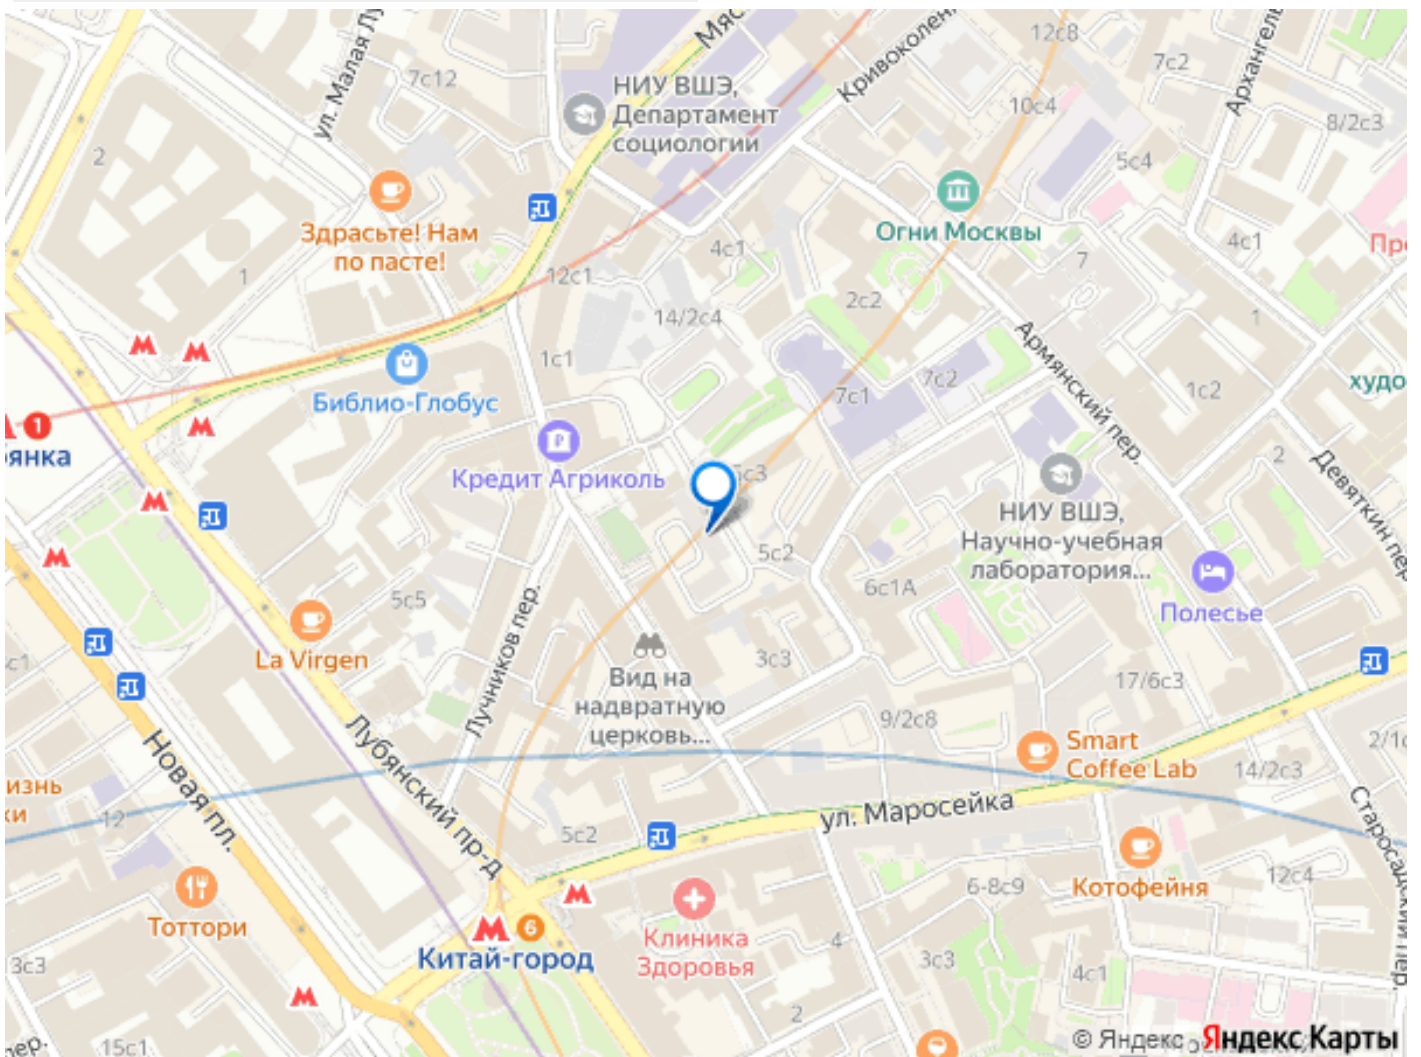 Мяс
12с8
Кривоколен
Архангель
7с2
ул. Малая Лу
7с12
НИУ ВШЭ,
Департамент
социологии
10с4
8/2с3
2
5с4
Здрасьте! Нам
по пасте!
Огни Москвы
4с1
4с1
Пре
7
1
12с1
2с2
14/2с4
1
Армянский пер.
1с1
Библио-Глобус
7с2
7с1
1с2
худо
1
янка
Кредит Агриколь
5с3
2
Девяткин пер.
НИУ ВШЭ,
Научно-учебная
лаборатория...
5с2
6с1А
5с5
Полесье
La Virgen
Лучников пер.
с1
3с3
Вид на
надвратную
церковь...
17/6с3
9/2с8
Лубянский пр-д
Новая пл.
Smart
Coffee Lab
2/1с
14/2с3
изнь
ки
12
ул. Маросейка
5с2
Старосадский пер.
Котофейня
12с4
6-8с9
Тоттори
6
Китай-город
Клиника
Здоровья
4
3с3
3с3
4с1
2
пер.
15с1
© Яндекс
Яндекс Карты